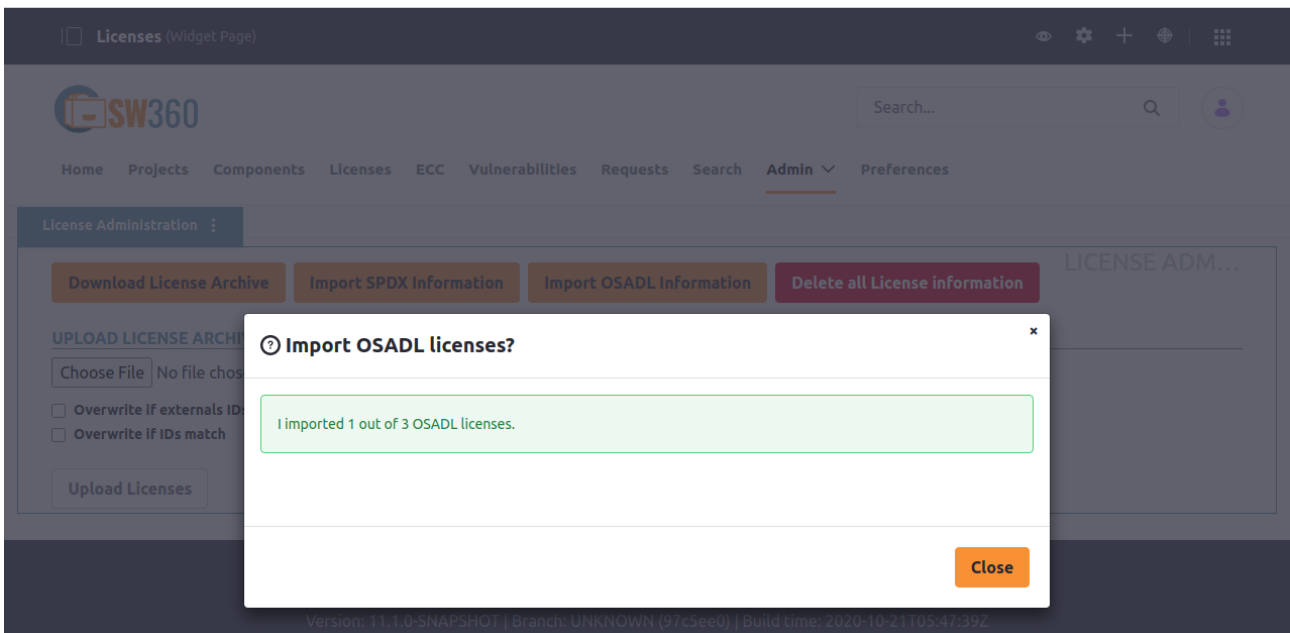 Licenses (Widget Page)
SW360
Search...
Home Projects Components Licenses ECC Vulnerabilities Requests Search Admin Preferences
License Administration
LICENSE ADM...
Download License Archive Import SPDX Information Import OSADL Information Delete all License information
UPLOAD LICENSE ARCHI
Choose File No file chos
Overwrite if externals IDs
Overwrite if IDs match
Upload Licenses
Import OSADL licenses?
I imported 1 out of 3 OSADL licenses.
Close
Version: 11.1.0-SNAPSHOT | Branch: UNKNOWN (97c5ee0) | Build time: 2020-10-21T05:47:39Z